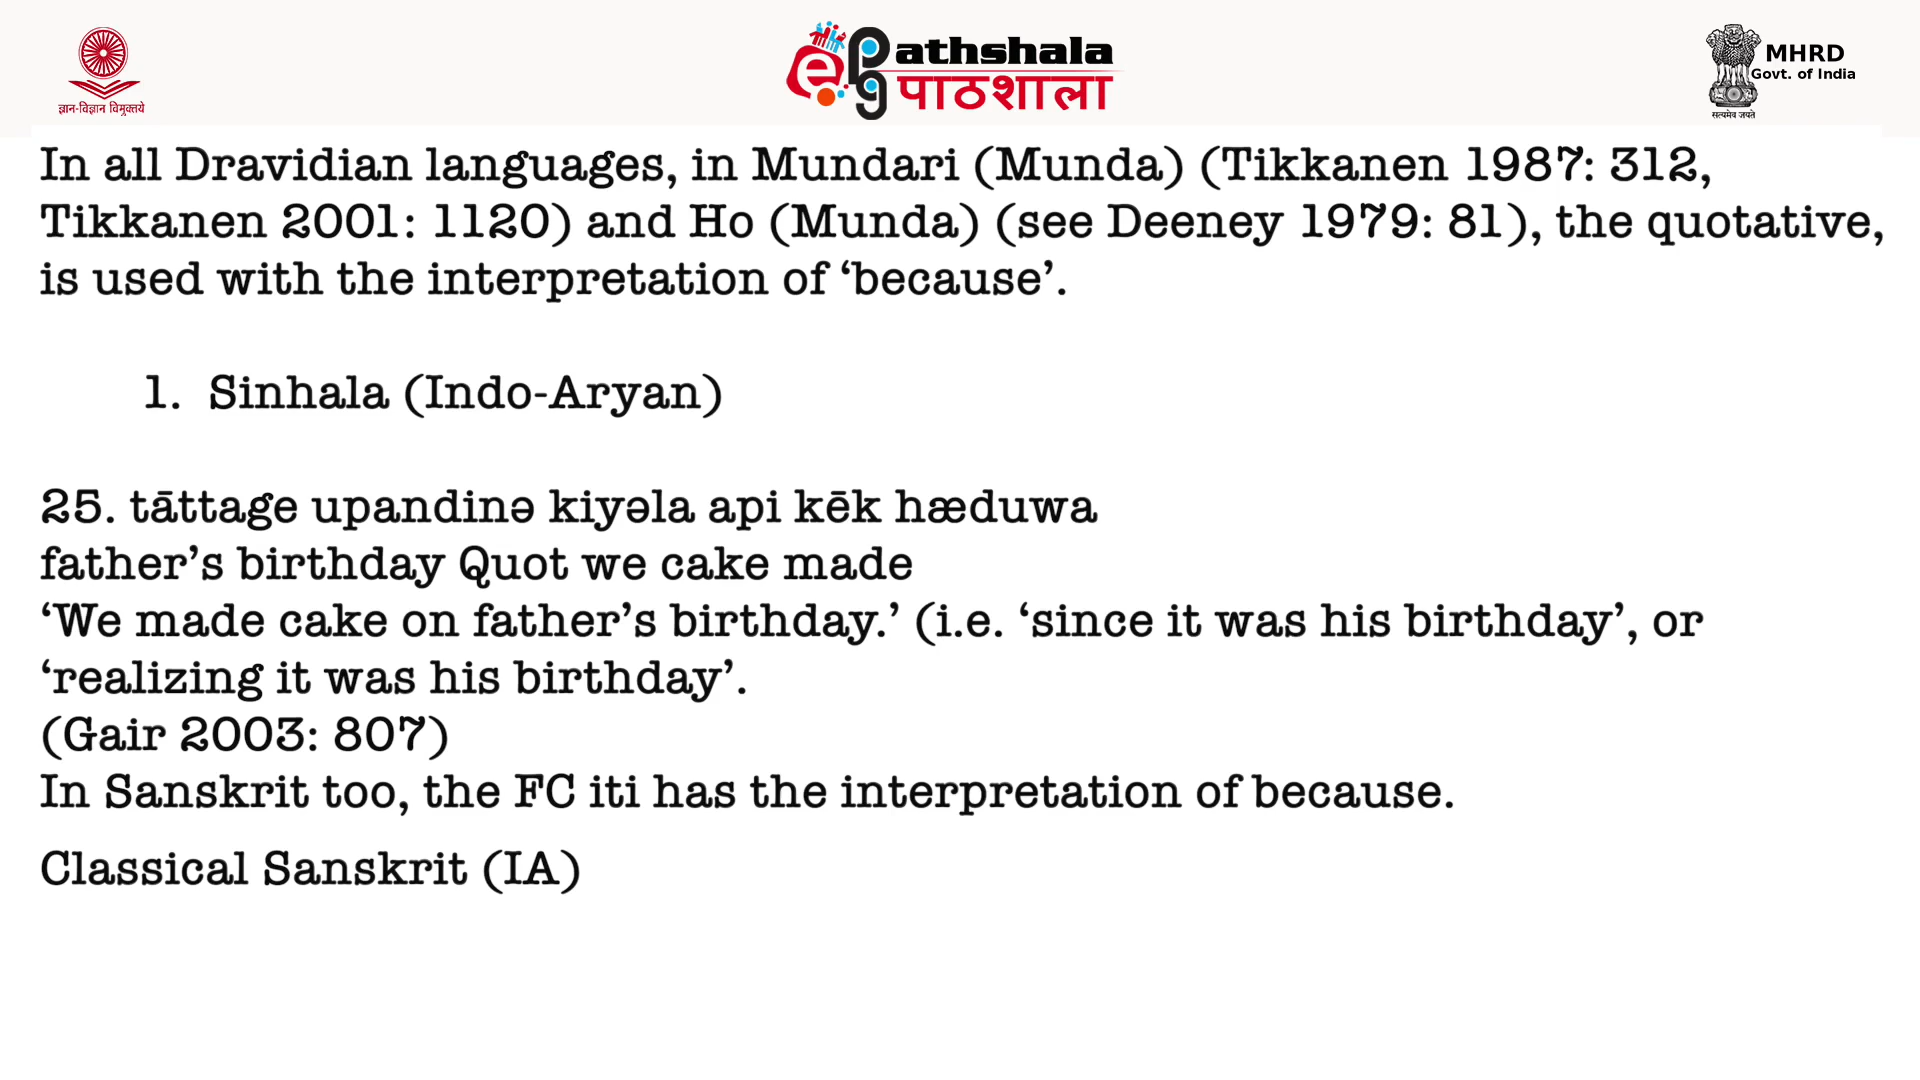 ज्ञान-विज्ञान विमुक्तये
ePG athshala
पाठशाला
MHRD
Govt. of India
सत्यमेव जयते
In all Dravidian languages, in Mundari (Munda) (Tikkanen 1987: 312,
Tikkanen 2001: 1120) and Ho (Munda) (see Deeney 1979: 81), the quotative,
is used with the interpretation of ‘because’.
1. Sinhala (Indo-Aryan)
25. tāttage upandinə kiyəla api kēk hæduwa
father’s birthday Quot we cake made
‘We made cake on father’s birthday.’ (i.e. ‘since it was his birthday’, or
‘realizing it was his birthday’.
(Gair 2003: 807)
In Sanskrit too, the FC iti has the interpretation of because.
Classical Sanskrit (IA)